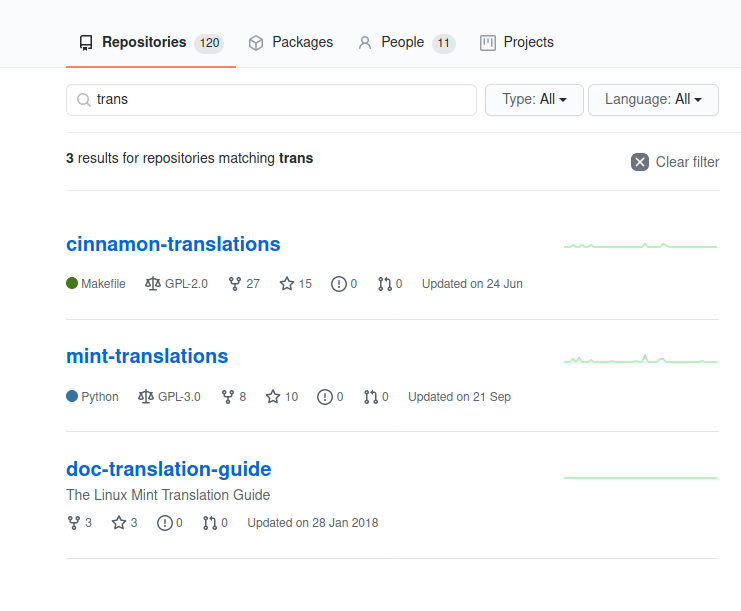 Repositories 120 Packages People 11 Projects
trans Type: All Language: All
3 results for repositories matching trans Clear filter
cinnamon-translations
Makefile GPL-2.0 27 15 0 0 Updated on 24 Jun
mint-translations
Python GPL-3.0 8 10 0 0 Updated on 21 Sep
doc-translation-guide
The Linux Mint Translation Guide
3 3 0 0 Updated on 28 Jan 2018